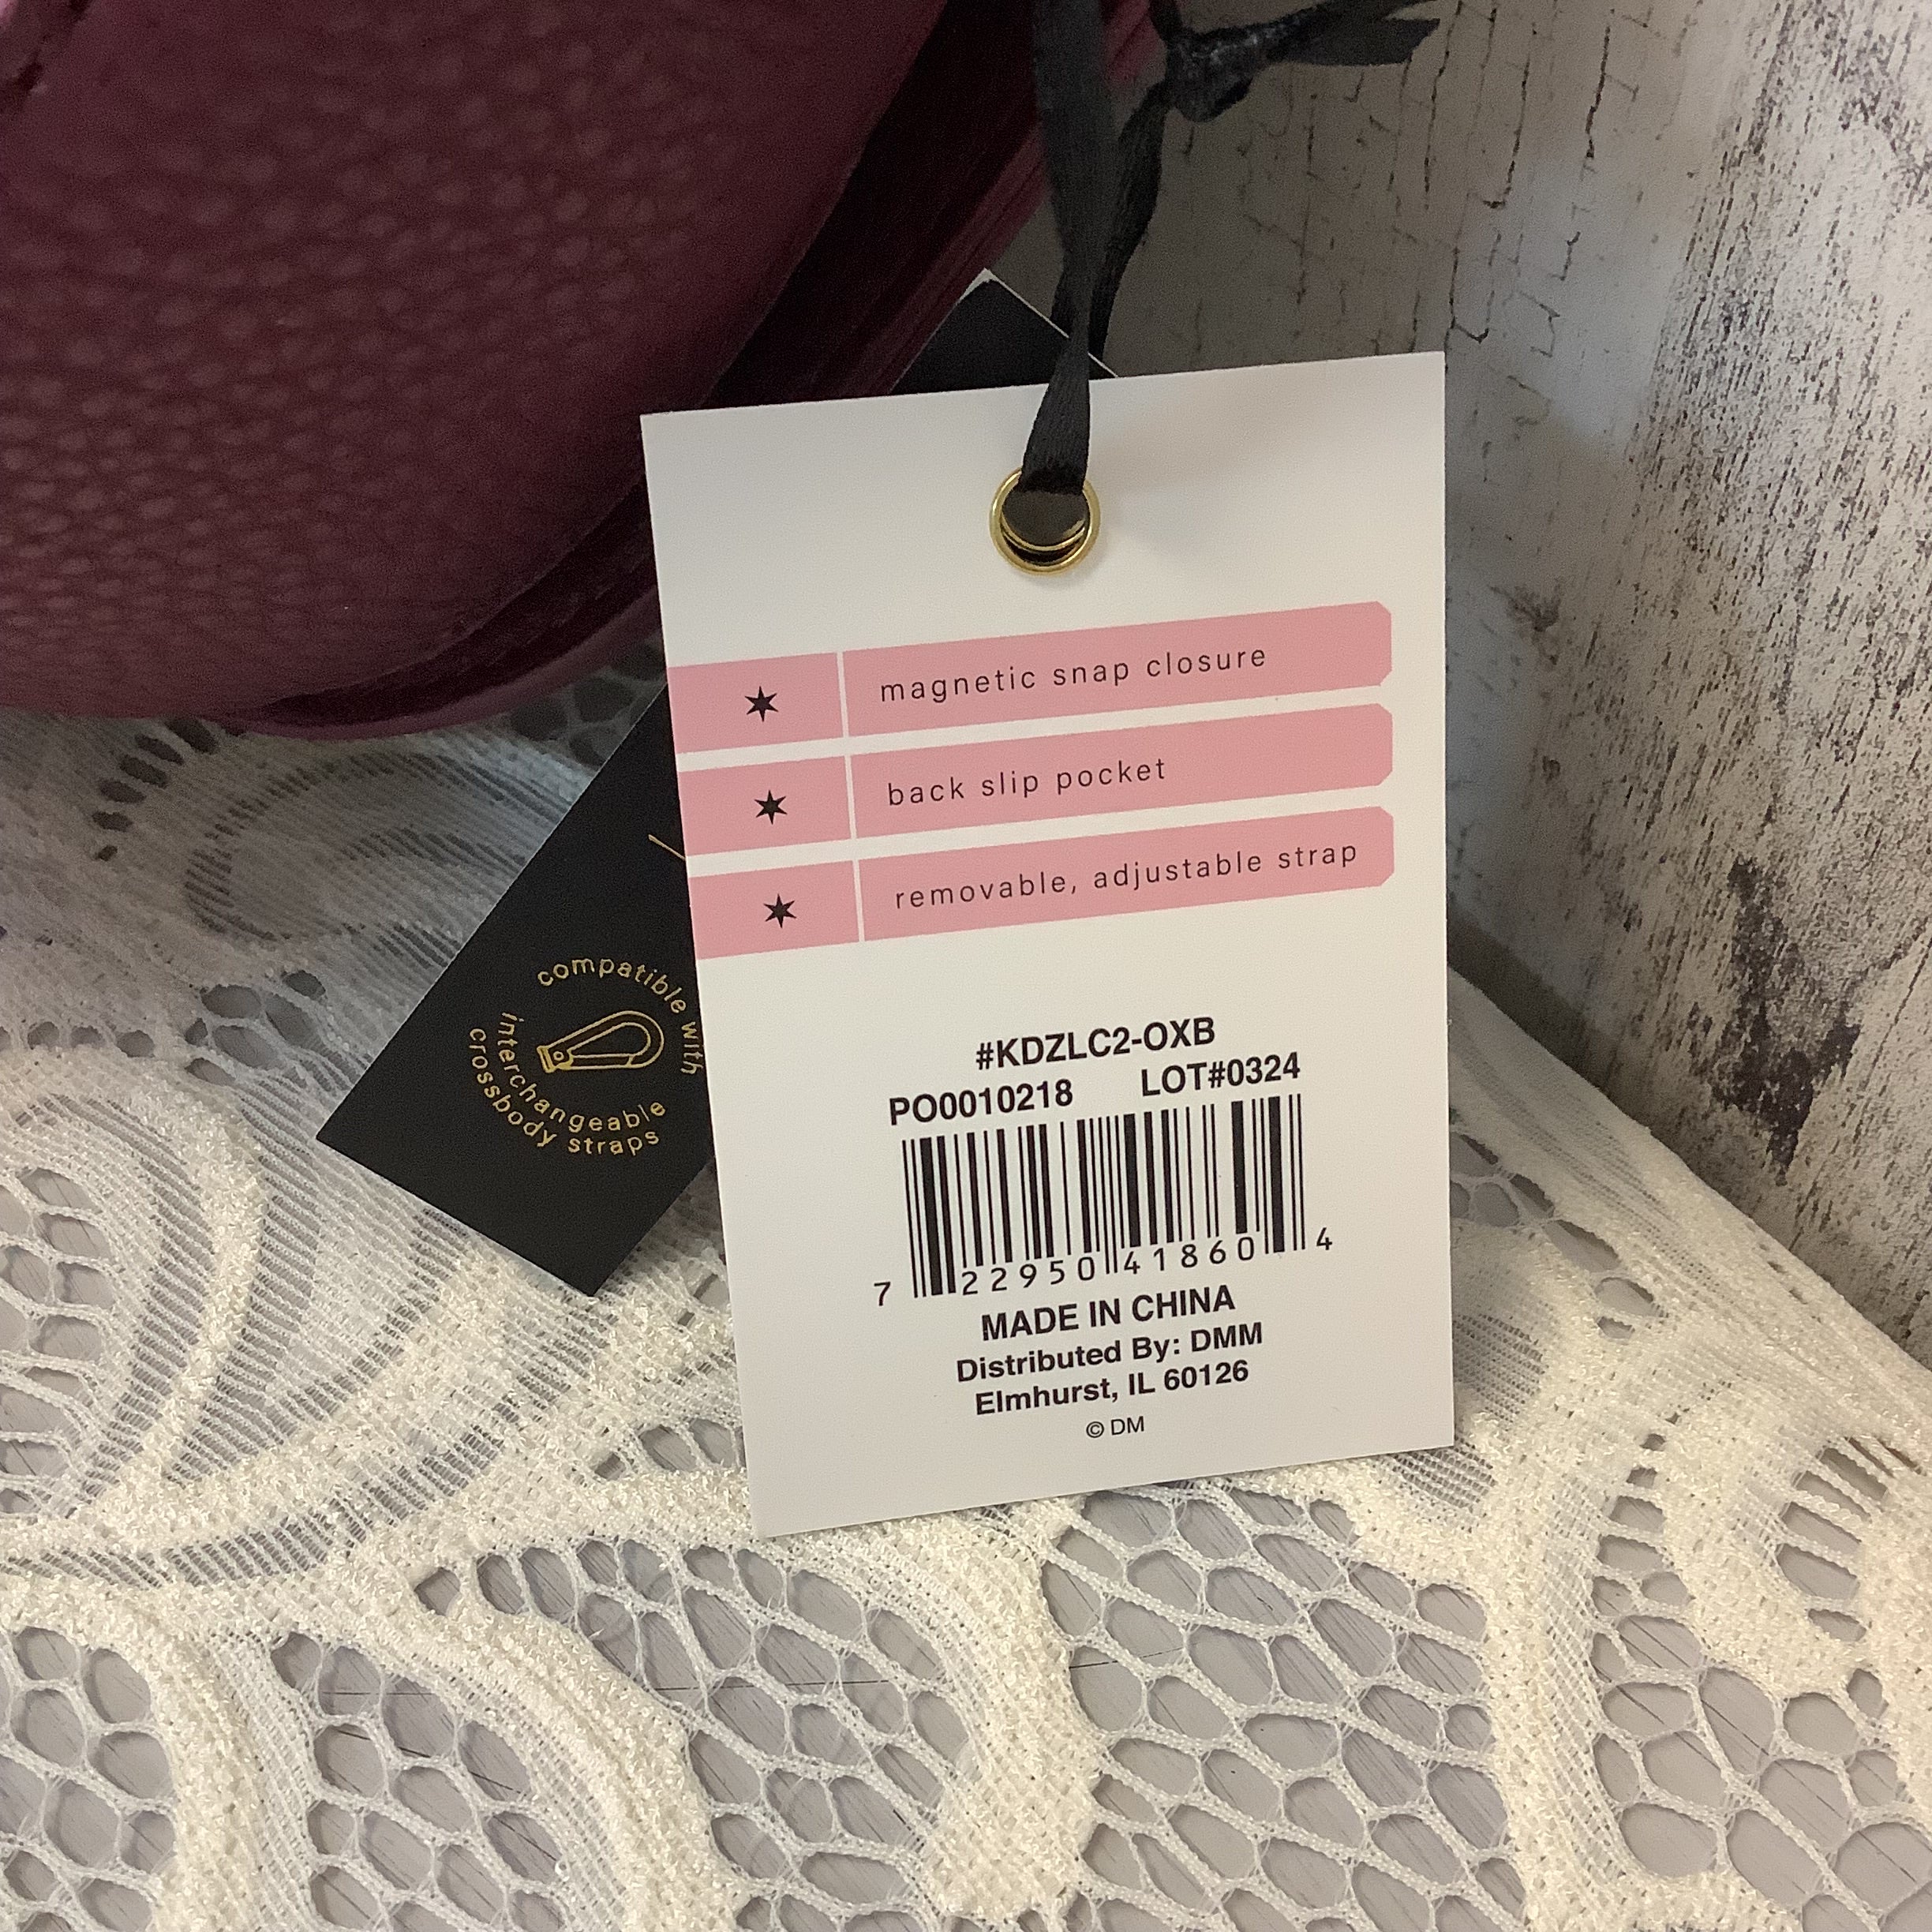 magnetic snap closure
back slip pocket
removable, adjustable strap
#KDZLC2-OXB
PO0010218 LOT#0324
7 22950 41860 4
MADE IN CHINA
Distributed By: DMM
Elmhurst, IL 60126
© DM
compatible with
interchangeable
crossbody straps